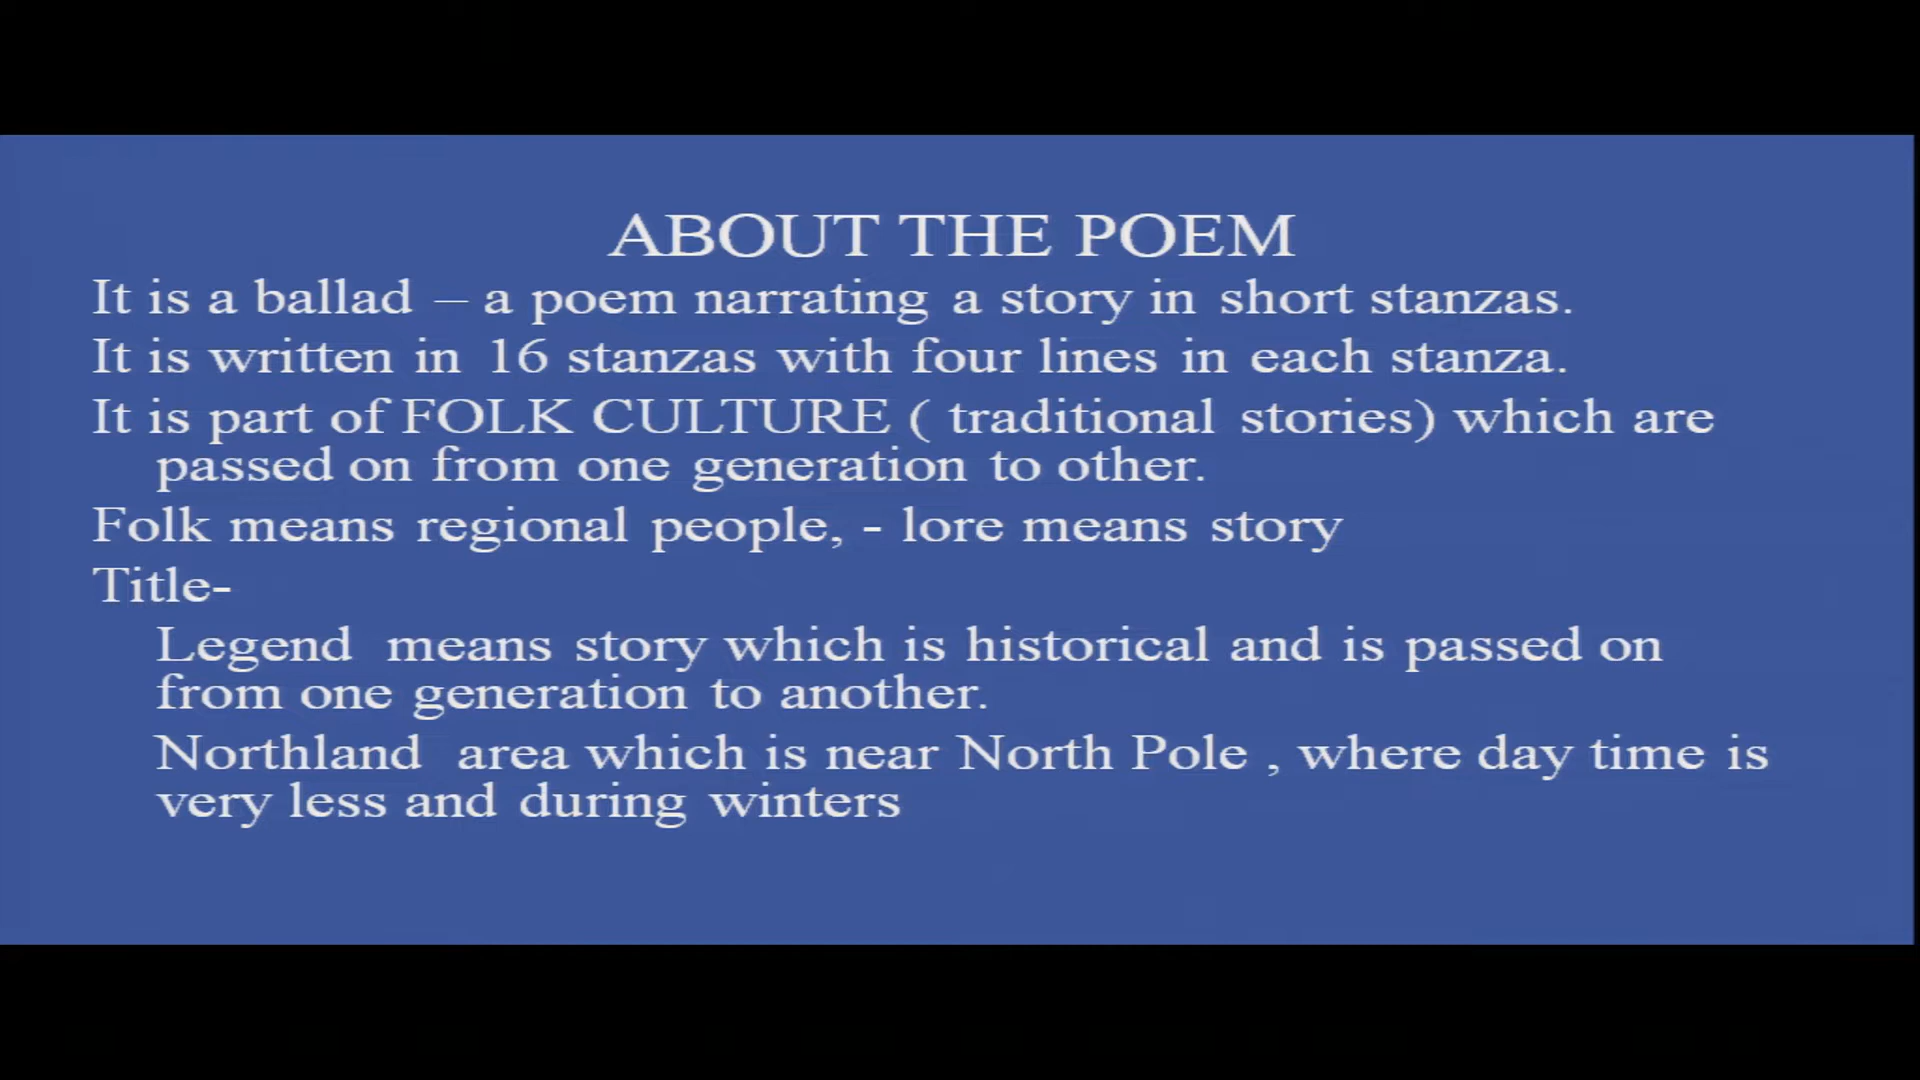 ABOUT THE POEM
It is a ballad – a poem narrating a story in short stanzas.
It is written in 16 stanzas with four lines in each stanza.
It is part of FOLK CULTURE ( traditional stories) which are
passed on from one generation to other.
Folk means regional people, - lore means story
Title-
Legend means story which is historical and is passed on
from one generation to another.
Northland area which is near North Pole , where day time is
very less and during winters